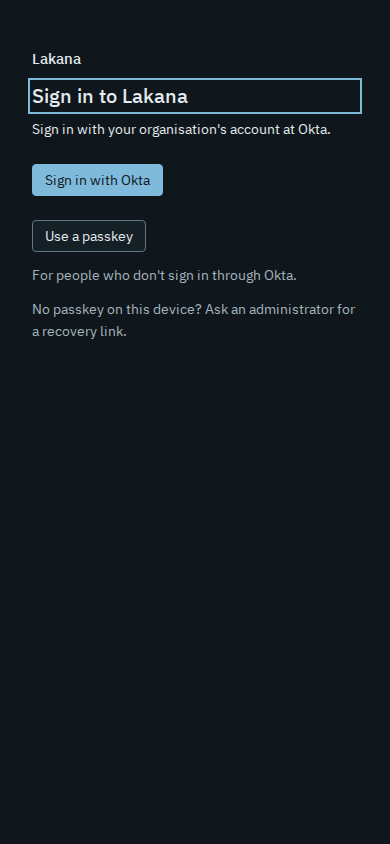 Lakana
Sign in to Lakana
Sign in with your organisation's account at Okta.
Sign in with Okta
Use a passkey
For people who don't sign in through Okta.
No passkey on this device? Ask an administrator for
a recovery link.